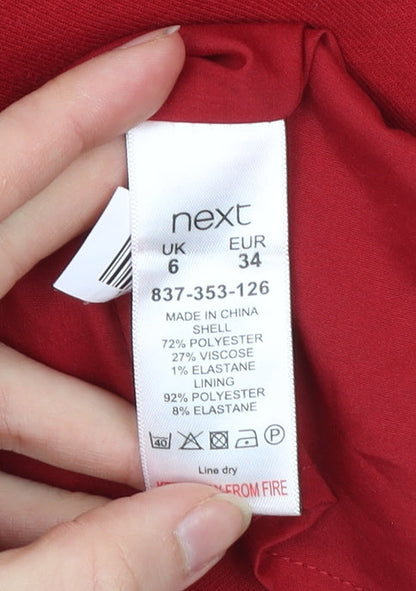 next
UK EUR
6 34
837-353-126
MADE IN CHINA
SHELL
72% POLYESTER
27% VISCOSE
1% ELASTANE
LINING
92% POLYESTER
8% ELASTANE
40 P
Line dry
FROM FIRE